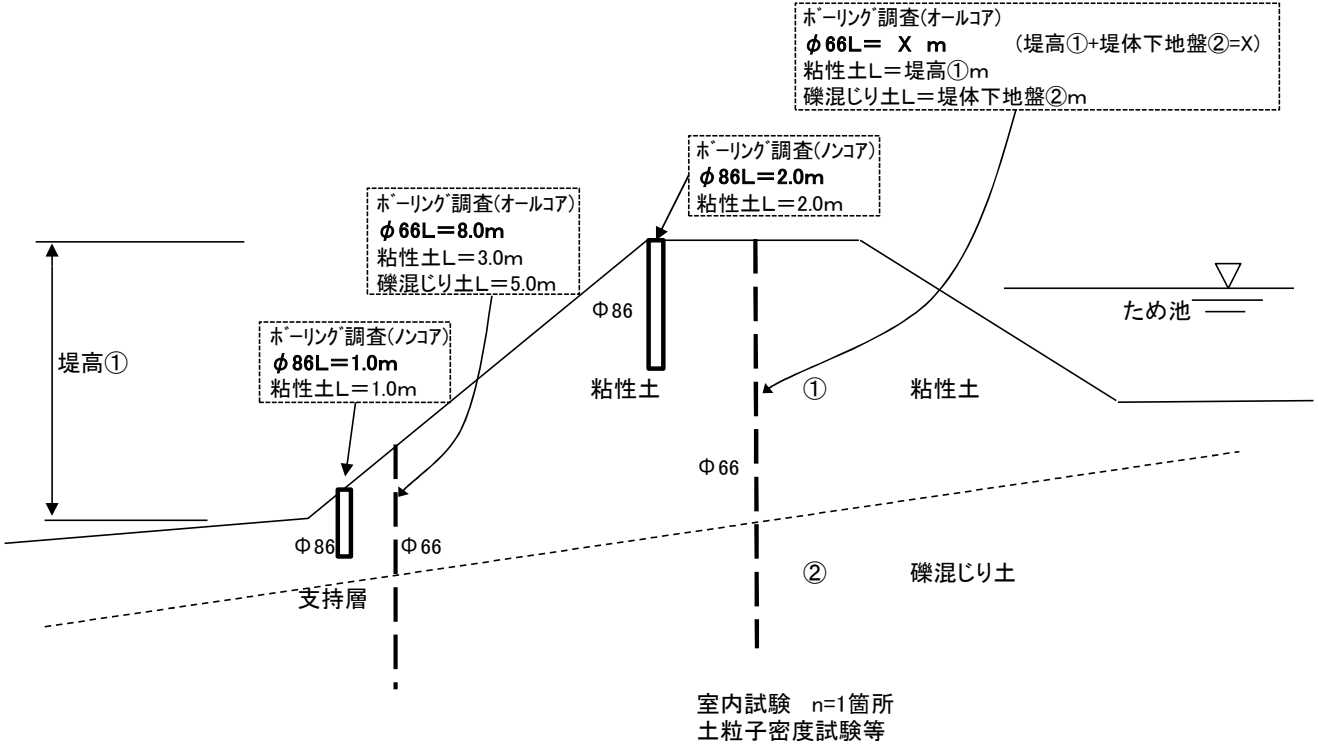 ボーリング調査(オールコア)
φ66L= X m (堤高①+堤体下地盤②=X)
粘性土L=堤高①m
礫混じり土L=堤体下地盤②m
ボーリング調査(ノンコア)
φ86L=2.0m
粘性土L=2.0m
ボーリング調査(オールコア)
φ66L=8.0m
粘性土L=3.0m
礫混じり土L=5.0m
ボーリング調査(ノンコア)
φ86L=1.0m
粘性土L=1.0m
堤高①
Φ86
ため池
粘性土
①
粘性土
Φ66
Φ86
Φ66
支持層
②
礫混じり土
室内試験 n=1箇所
土粒子密度試験等